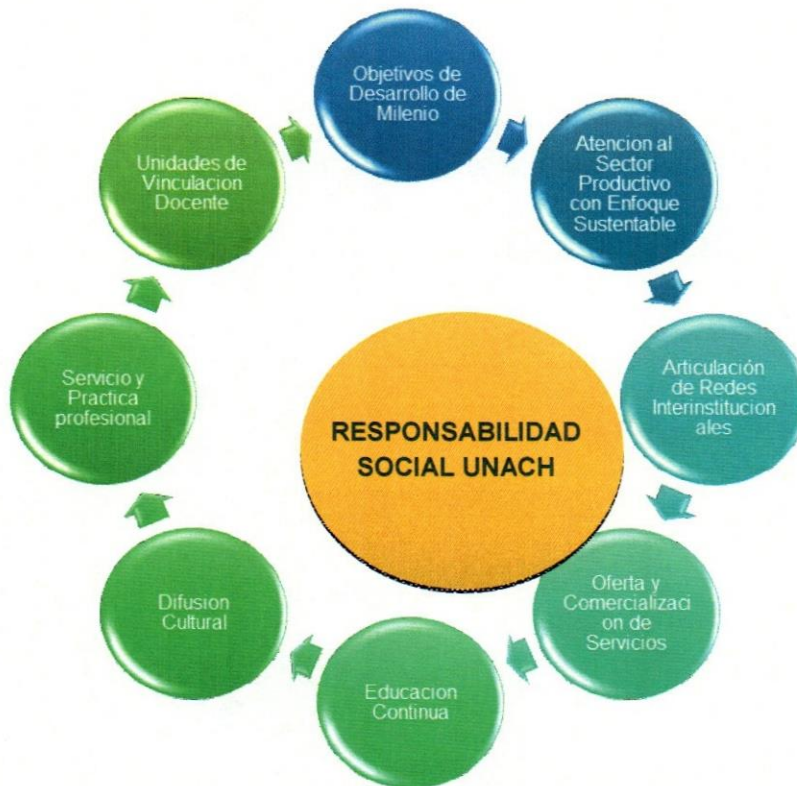 Objetivos de
Desarrollo de
Milenio
Atencion al
Sector
Productivo
con Enfoque
Sustentable
Articulación
de Redes
Interinstitucion
ales
Oferta y
Comercializaci
on de
Servicios
Educacion
Continua
Difusion
Cultural
Servicio y
Practica
profesional
Unidades de
Vinculacion
Docente
RESPONSABILIDAD
SOCIAL UNACH